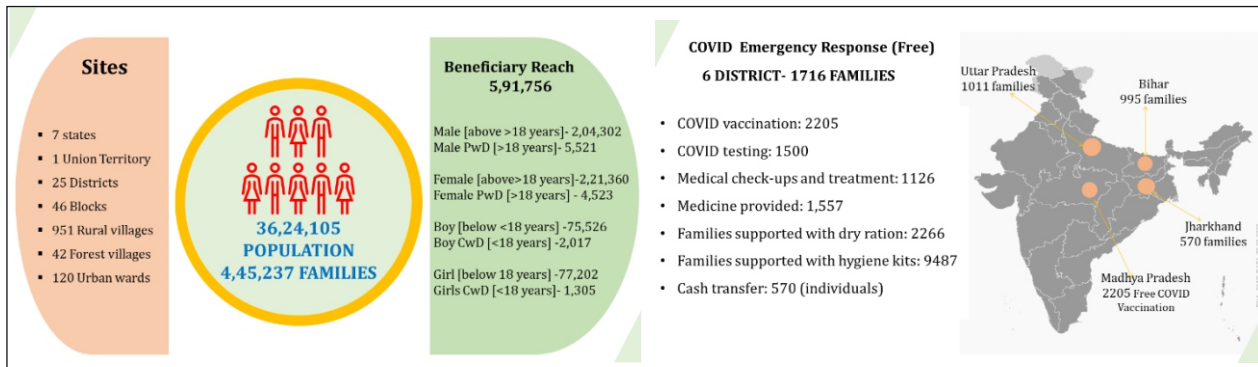 Sites
7 states
1 Union Territory
25 Districts
46 Blocks
951 Rural villages
42 Forest villages
120 Urban wards
36,24,105
POPULATION
4,45,237 FAMILIES
Beneficiary Reach
5,91,756
Male [above >18 years]- 2,04,302
Male PwD [>18 years]- 5,521
Female [above>18 years]-2,21,360
Female PwD [>18 years]- 4,523
Boy [below <18 years] -75,526
Boy CwD [<18 years] -2,017
Girl [below 18 years] -77,202
Girls CwD [<18 years]- 1,305
COVID Emergency Response (Free)
6 DISTRICT- 1716 FAMILIES
COVID vaccination: 2205
COVID testing: 1500
Medical check-ups and treatment: 1126
Medicine provided: 1,557
Families supported with dry ration: 2266
Families supported with hygiene kits: 9487
Cash transfer: 570 (individuals)
Uttar Pradesh
1011 families
Bihar
995 families
Jharkhand
570 families
Madhya Pradesh
2205 Free COVID
Vaccination